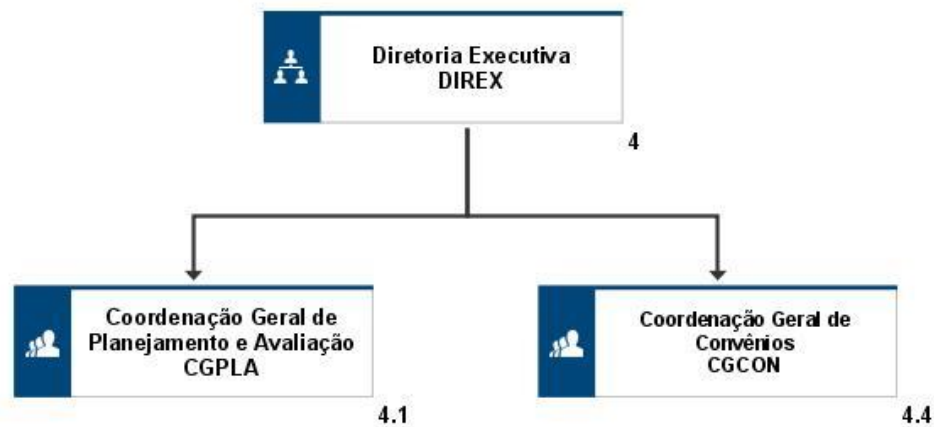 Diretoria Executiva
DIREX
4
Coordenação Geral de
Planejamento e Avaliação
CGPLA
4.1
Coordenação Geral de
Convênios
CGCON
4.4